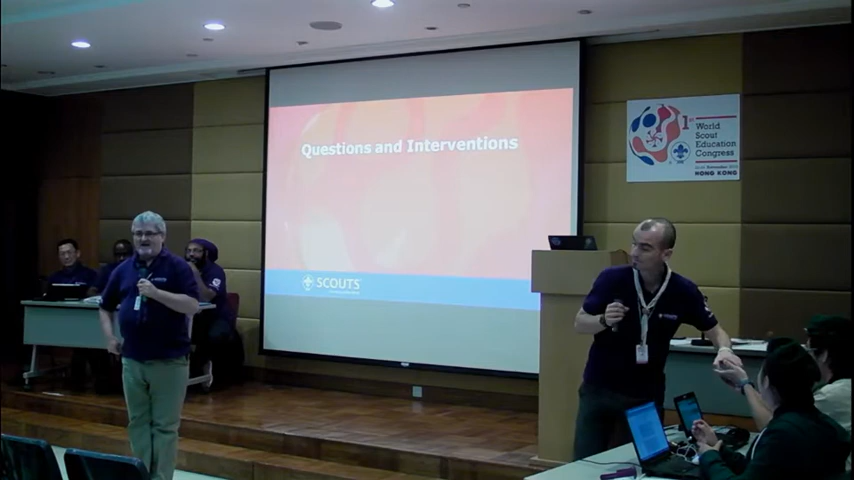 Questions and Interventions
SCOUTS
1st World
Scout
Education
Congress
HONG KONG